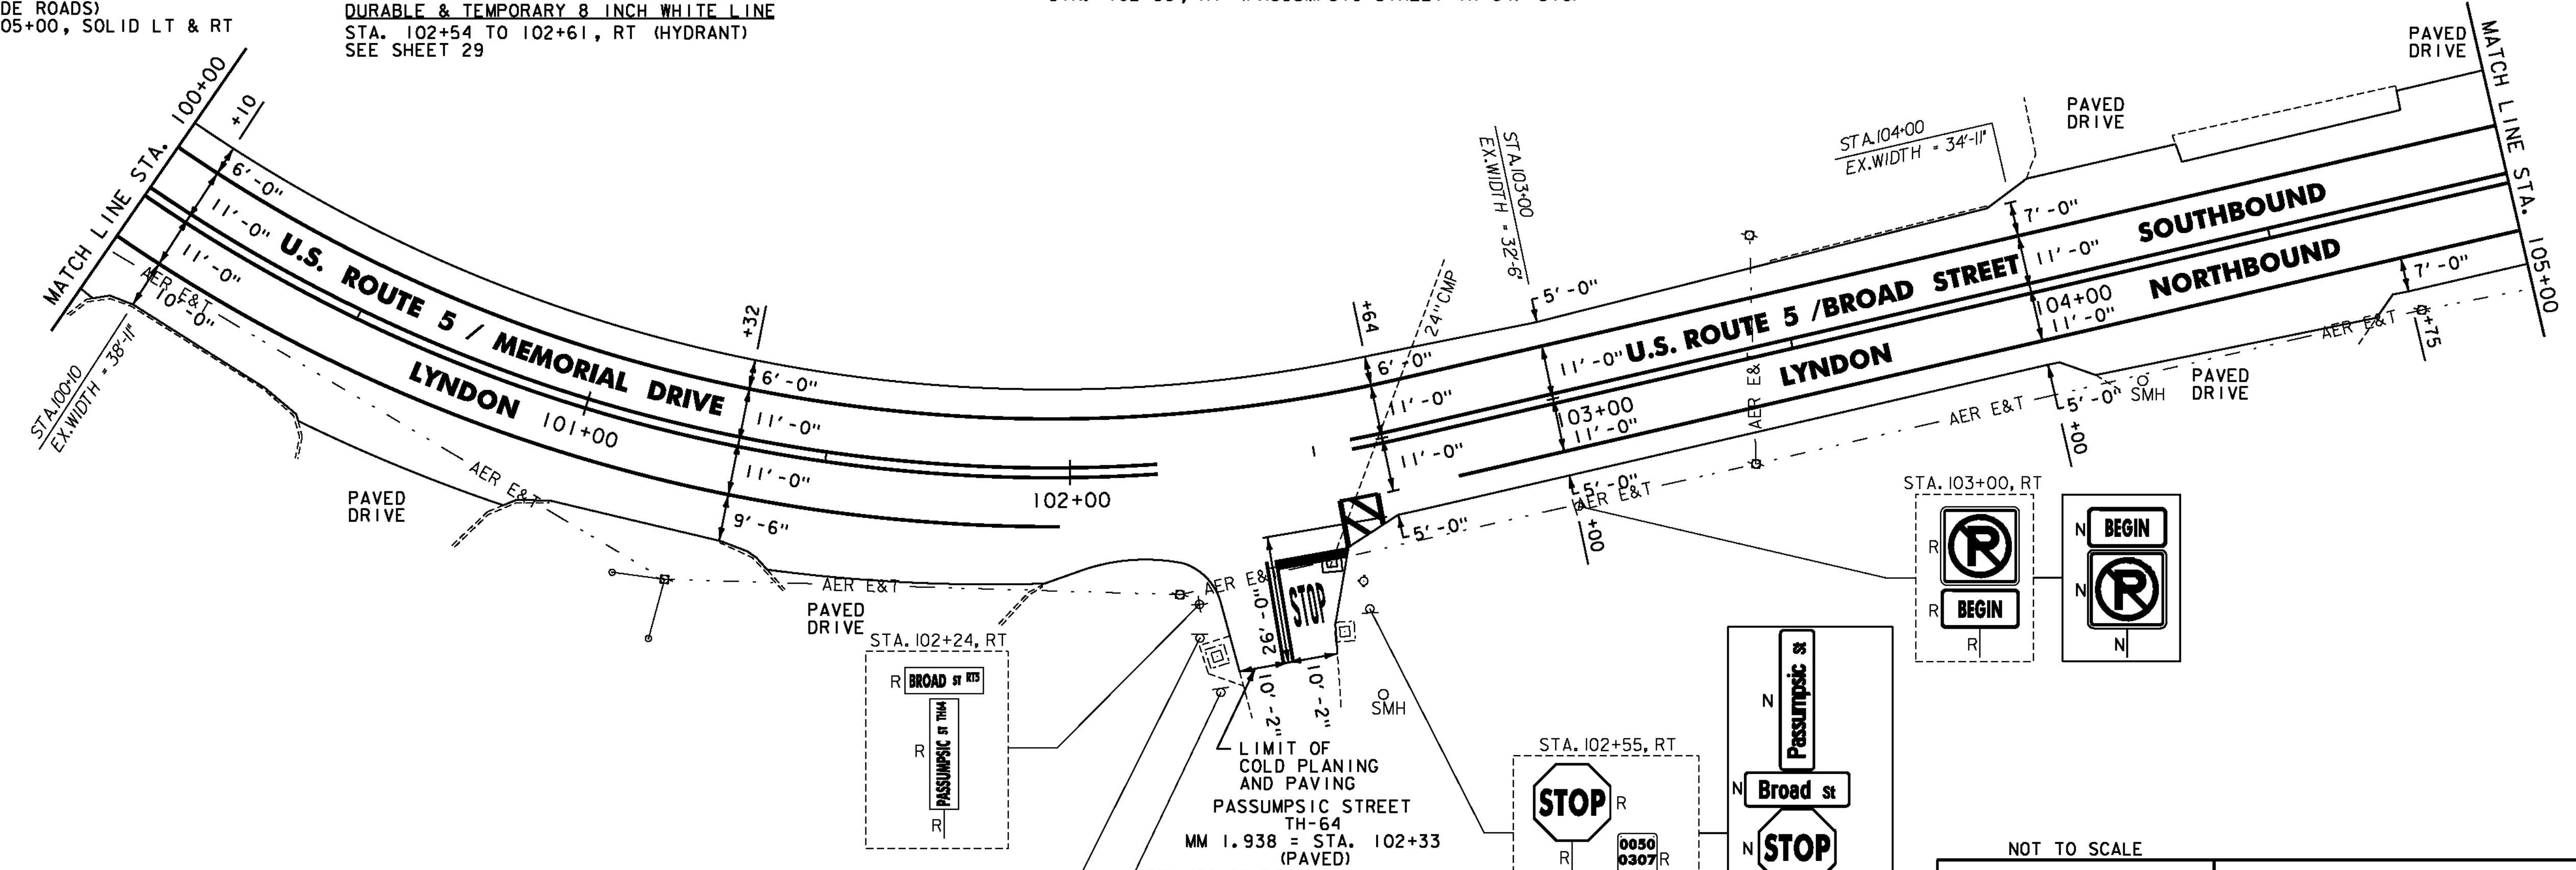 DE ROADS)
05+00, SOLID LT & RT
DURABLE & TEMPORARY 8 INCH WHITE LINE
STA. 102+54 TO 102+61, RT (HYDRANT)
SEE SHEET 29
MATCH LINE STA. 100+00
+10
6'-0"
11'-0"
11'-0"
10'-0"
AER E&T
STA.100+10
EX.WIDTH = 38'-11"
U.S. ROUTE 5 / MEMORIAL DRIVE
LYNDON
101+00
PAVED
DRIVE
AER E&T
+32
6'-0"
11'-0"
11'-0"
9'-6"
102+00
AER E&T
PAVED
DRIVE
STA.102+24, RT
R BROAD ST RT5
R PASSUMPSIC ST TH64
R
+64
24"CMP
6'-0"
11'-0"
11'-0"
5'-0"
AER E&
STOP
26'-0"
10'-2"
10'-2"
SMH
LIMIT OF
COLD PLANING
AND PAVING
PASSUMPSIC STREET
TH-64
MM 1.938 = STA. 102+33
(PAVED)
STA.103+00
EX.WIDTH = 32'-6"
5'-0"
11'-0"
103+00
11'-0"
5'-0"
AER E&T
+00
U.S. ROUTE 5 /BROAD STREET
LYNDON
AER E&
STA.104+00
EX.WIDTH = 34'-11"
PAVED
DRIVE
7'-0"
11'-0"
104+00
11'-0"
5'-0"
+00
SOUTHBOUND
NORTHBOUND
AER E&T
SMH
PAVED
DRIVE
7'-0"
AER E&T
+75
PAVED
DRIVE
MATCH LINE STA. 105+00
STA.103+00, RT
R P
R BEGIN
R
N BEGIN
N P
N
STA.102+55, RT
STOP R
R
0050
0307 R
N Passumpsic St
N Broad St
N STOP
NOT TO SCALE